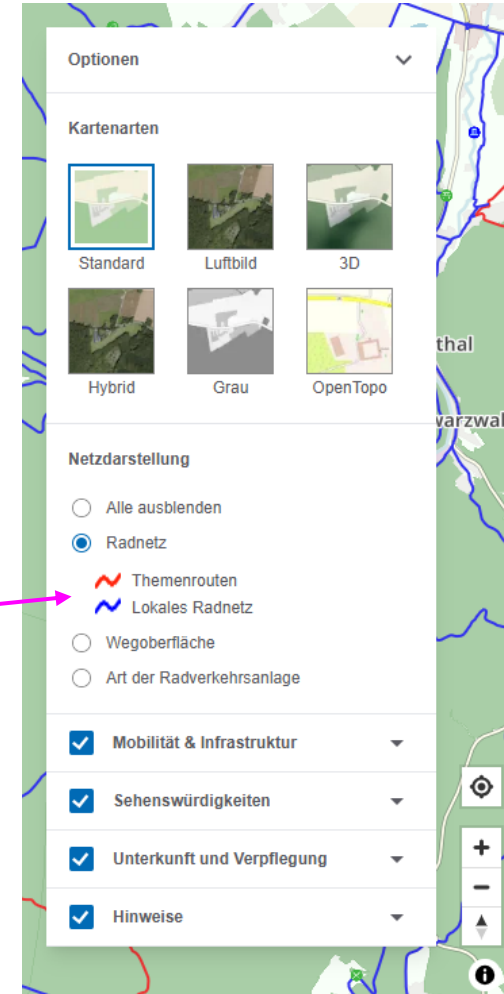 Optionen
Kartenarten
Standard
Luftbild
3D
Hybrid
Grau
OpenTopo
thal
warzwal
Netzdarstellung
Alle ausblenden
Radnetz
Themenrouten
Lokales Radnetz
Wegoberfläche
Art der Radverkehrsanlage
Mobilität & Infrastruktur
Sehenswürdigkeiten
Unterkunft und Verpflegung
Hinweise